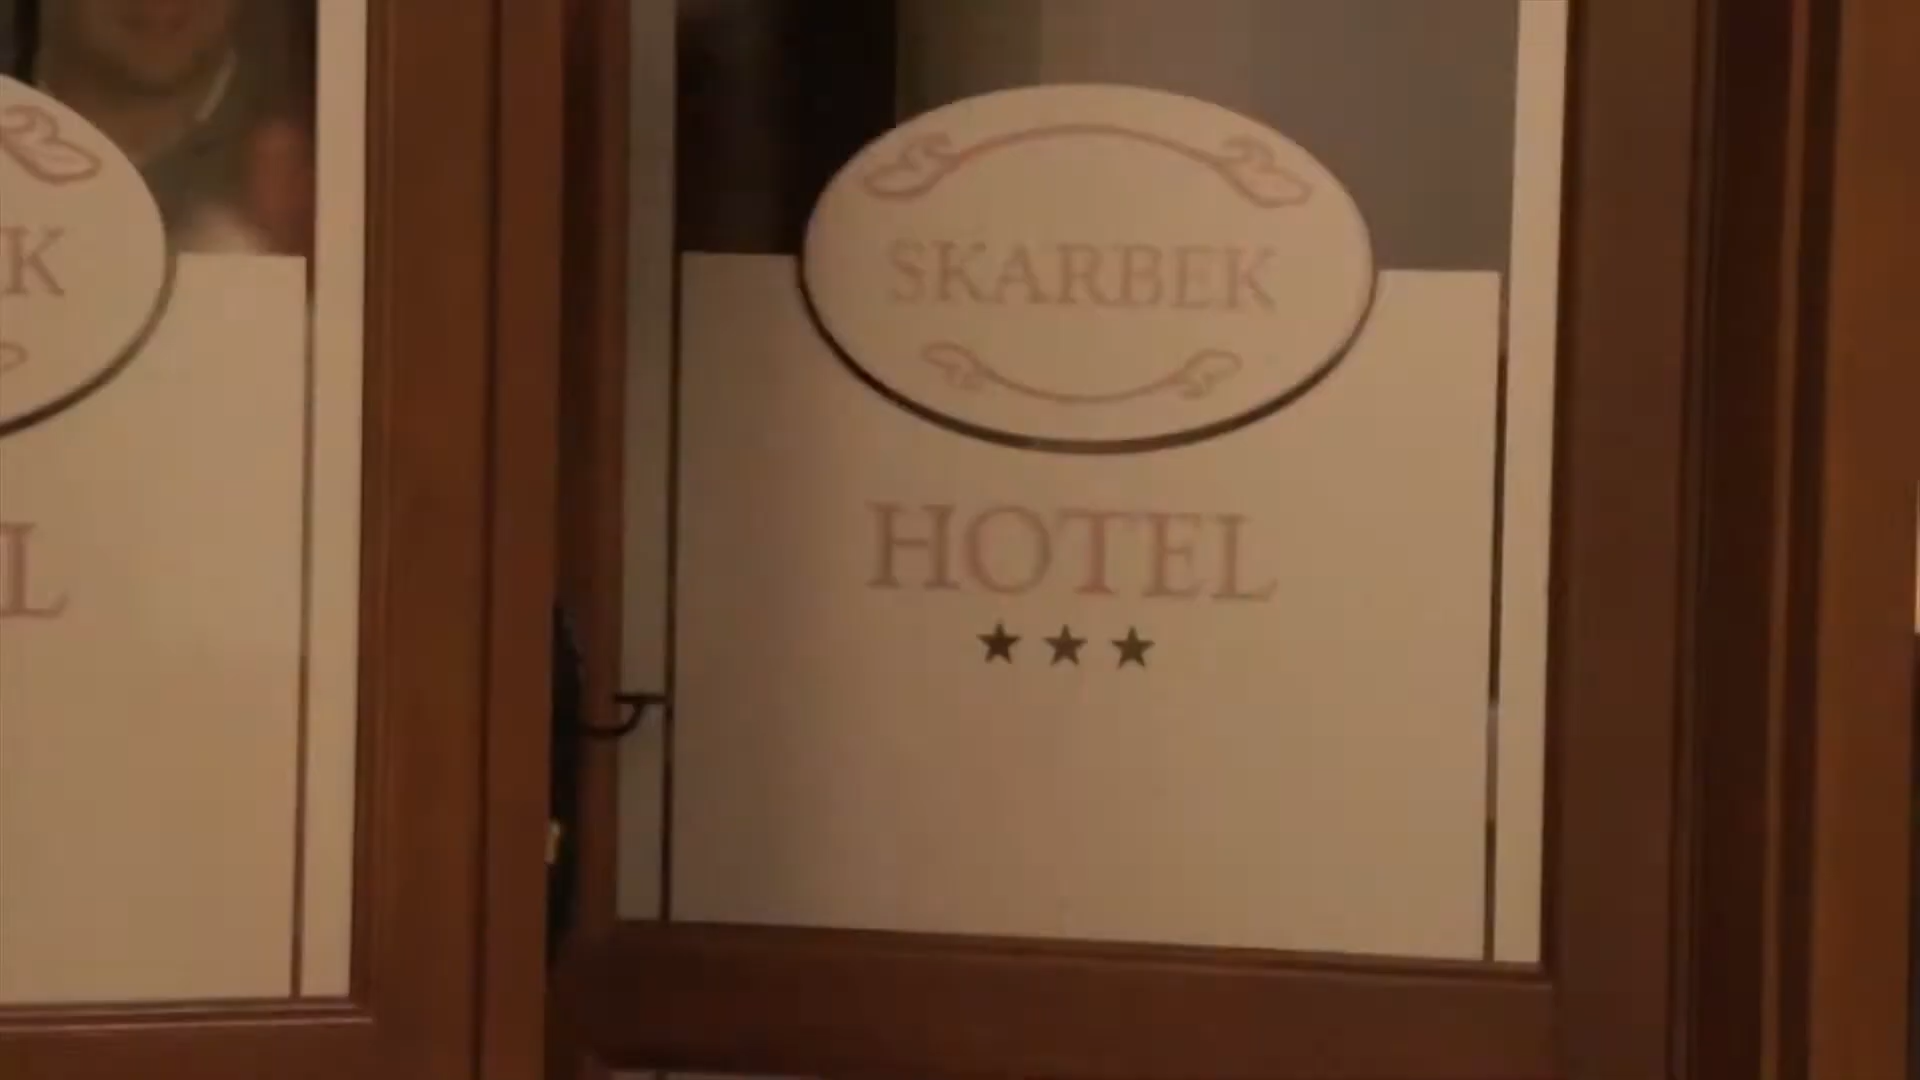 K
L
SKARBEK
HOTEL
★ ★ ★